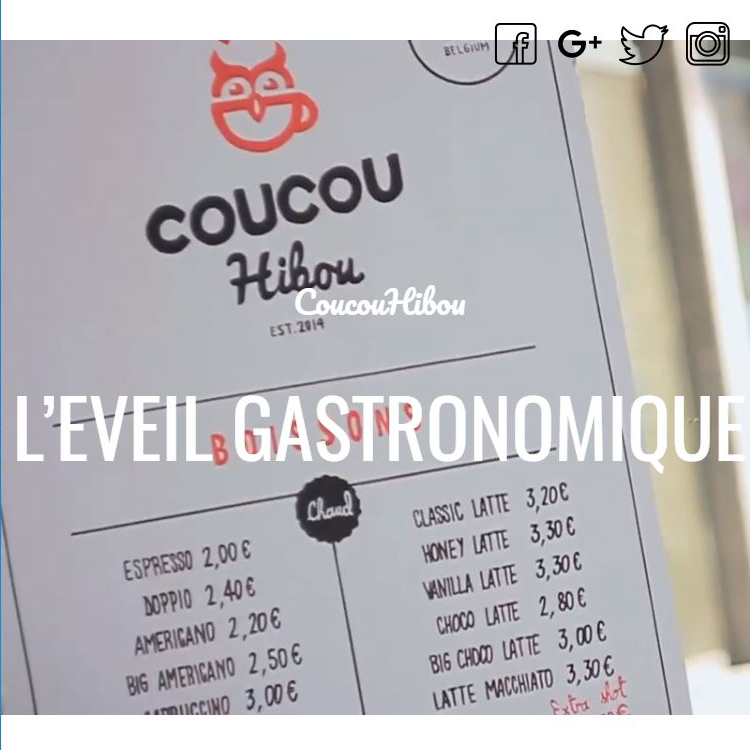 BELGIUM
COUCOU
Hibou
CoucouHibou
EST.2014
BOISSONS
L’EVEIL GASTRONOMIQUE
Chaud
ESPRESSO 2,00 €
DOPPIO 2,40 €
AMERICANO 2,20 €
BIG AMERICANO 2,50 €
CAPPUCCINO 3,00 €
CLASSIC LATTE 3,20 €
HONEY LATTE 3,30 €
VANILLA LATTE 3,30 €
CHOCO LATTE 2,80 €
BIG CHOCO LATTE 3,00 €
LATTE MACCHIATO 3,30 €
Extra shot